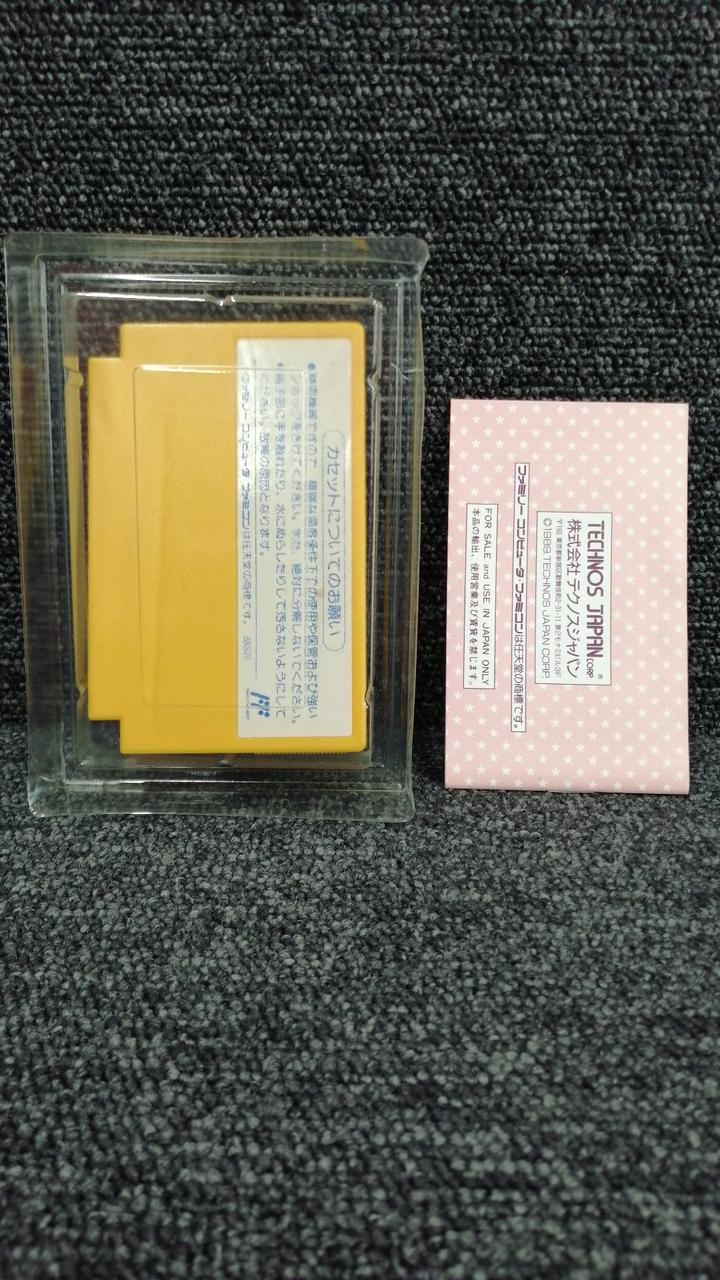 カセットについてのお願い
●精密機器ですので、極端な温度条件下での使用や保管および強い
ショックをさけてください。また、絶対に分解しないでください。
●端子部に手を触れたり、水にぬらしたりして汚さないようにして
ください。故障の原因となります。
ファミリーコンピュータ・ファミコンは任天堂の商標です。
TECHNOS JAPAN CORP. ®
株式会社 テクノスジャパン
©1989 TECHNOS JAPAN CORP.
ファミリーコンピュータ・ファミコンは任天堂の商標です。
FOR SALE and USE IN JAPAN ONLY
本品の輸出、使用営業及び賃貸を禁じます。